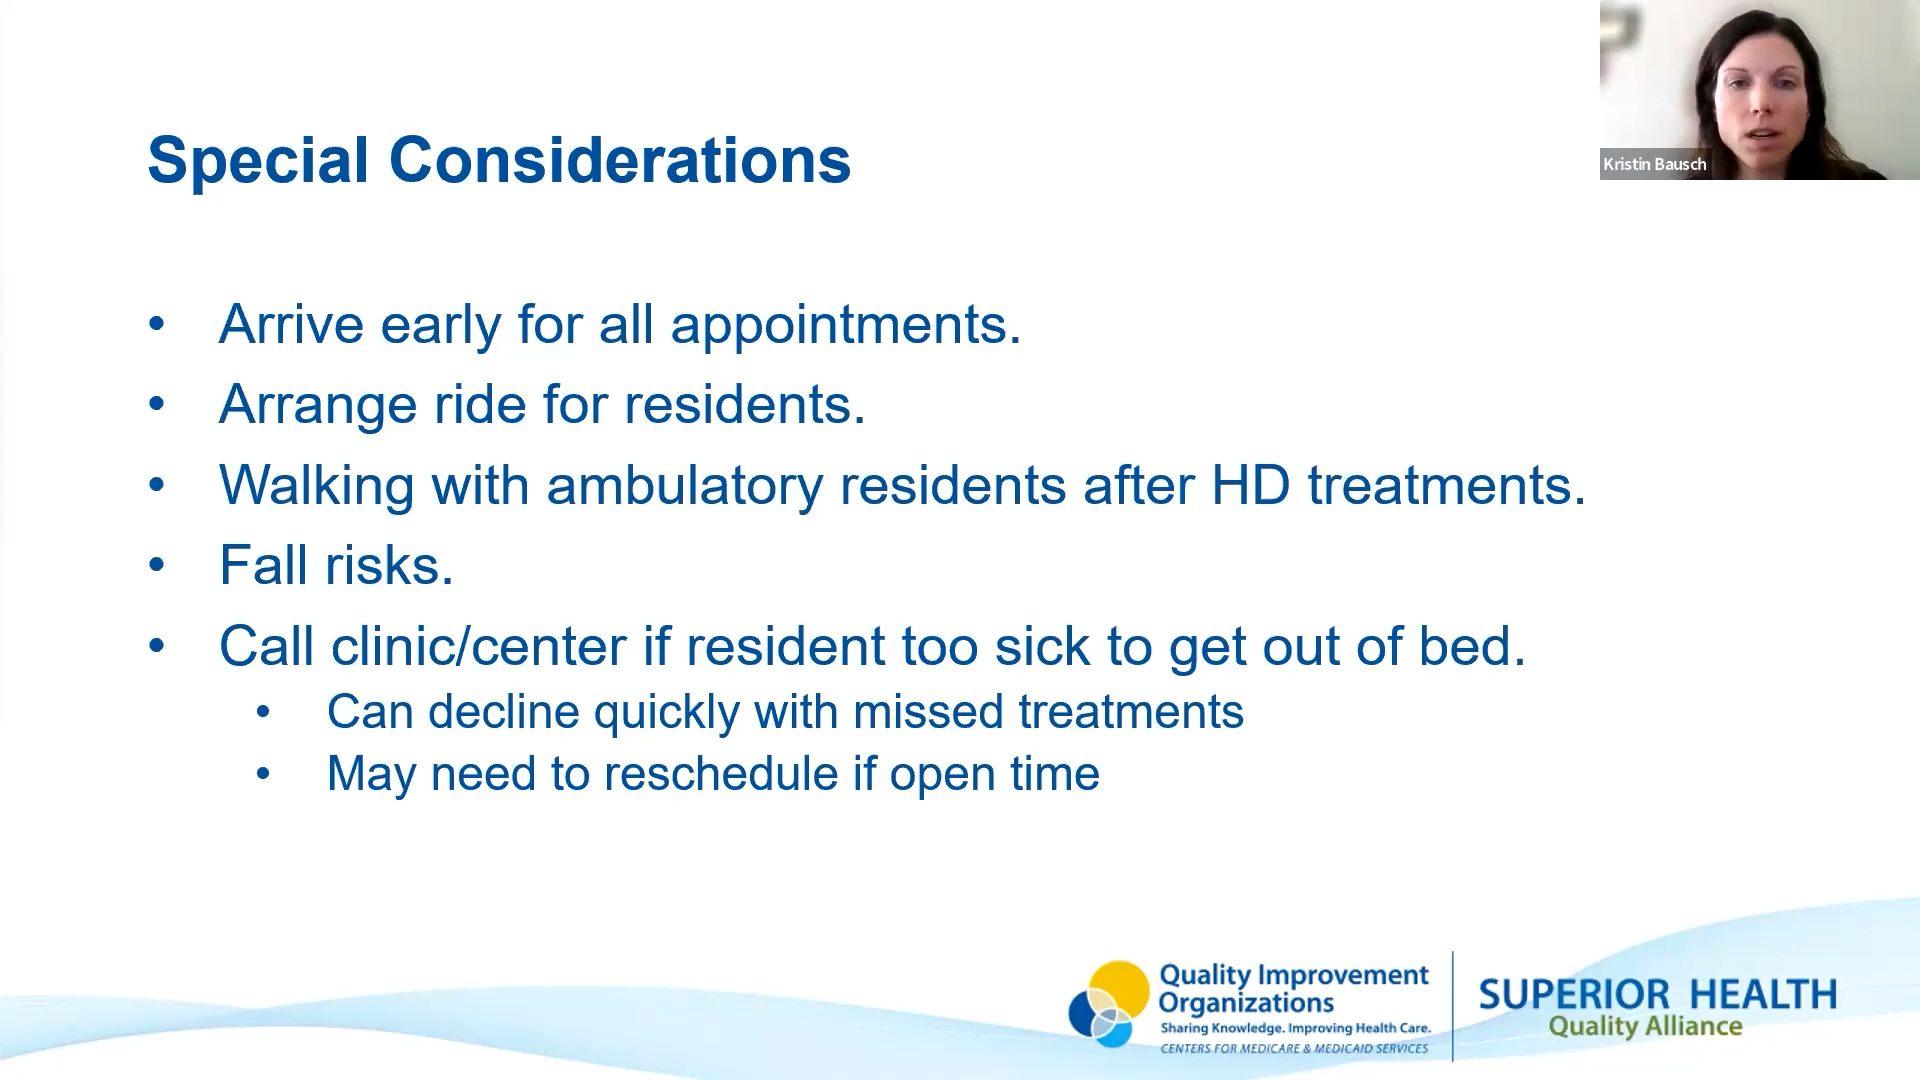 Kristin Bausch
Special Considerations
• Arrive early for all appointments.
• Arrange ride for residents.
• Walking with ambulatory residents after HD treatments.
• Fall risks.
• Call clinic/center if resident too sick to get out of bed.
• Can decline quickly with missed treatments
• May need to reschedule if open time
Quality Improvement
Organizations
Sharing Knowledge. Improving Health Care.
CENTERS FOR MEDICARE & MEDICAID SERVICES
SUPERIOR HEALTH
Quality Alliance